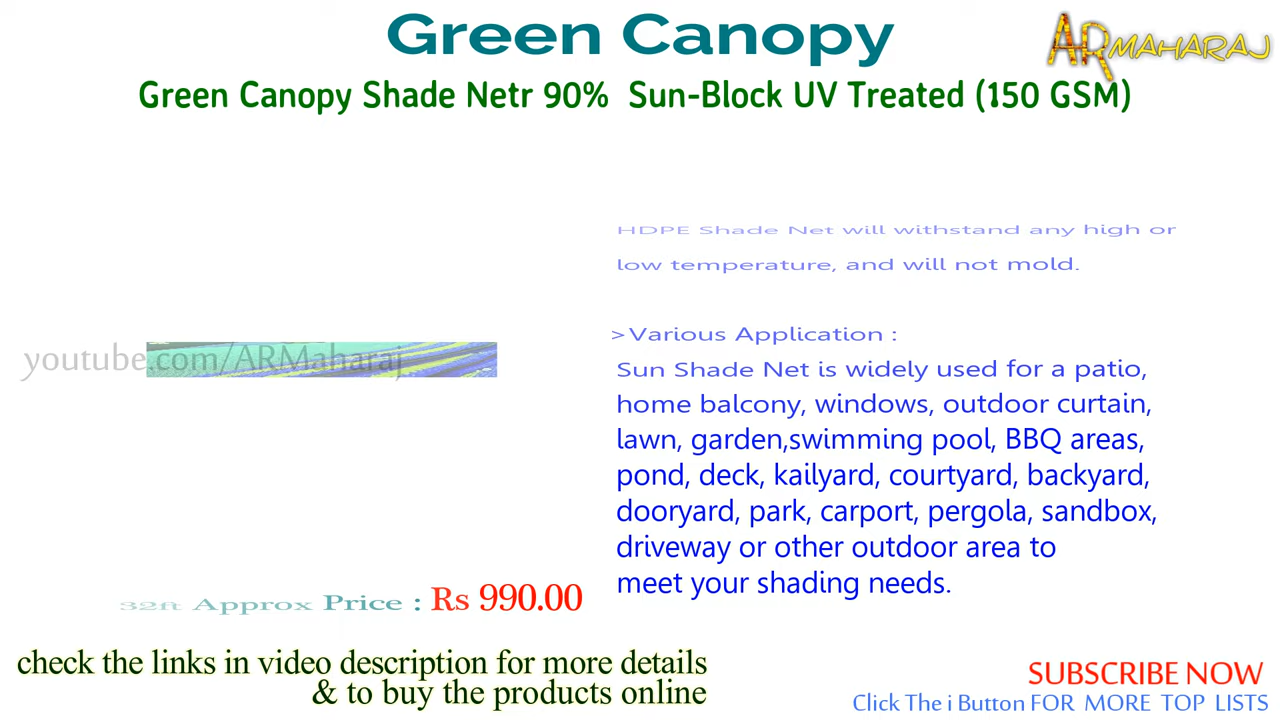 Green Canopy
ARMAHARAJ
Green Canopy Shade Netr 90% Sun-Block UV Treated (150 GSM)
HDPE Shade Net will withstand any high or
low temperature, and will not mold.
>Various Application :
Sun Shade Net is widely used for a patio,
home balcony, windows, outdoor curtain,
lawn, garden,swimming pool, BBQ areas,
pond, deck, kailyard, courtyard, backyard,
dooryard, park, carport, pergola, sandbox,
driveway or other outdoor area to
meet your shading needs.
youtube.com/ARMaharaj
32ft Approx Price : Rs 990.00
check the links in video description for more details
& to buy the products online
SUBSCRIBE NOW
Click The i Button FOR MORE TOP LISTS